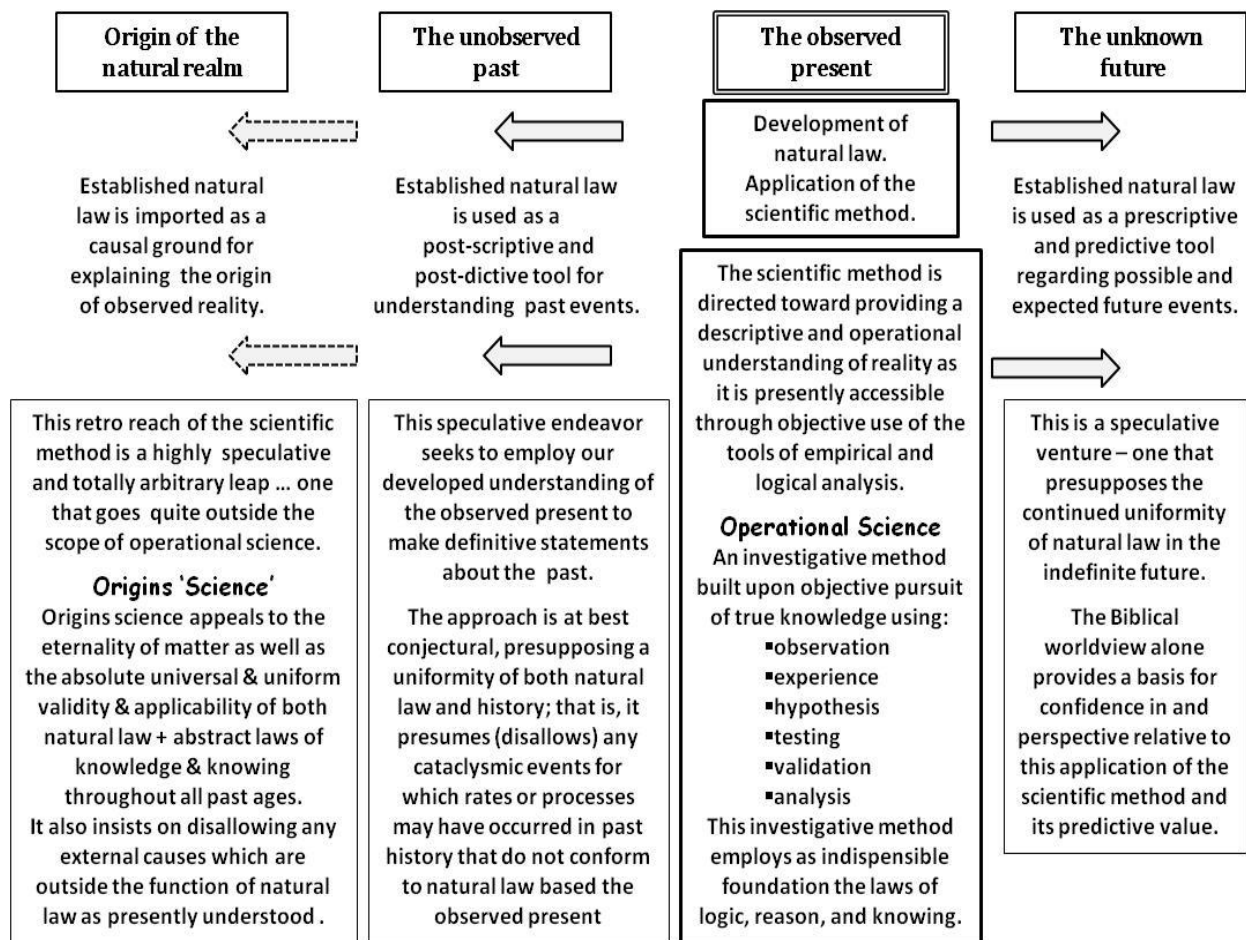 Origin of the
natural realm
Established natural
law is imported as a
causal ground for
explaining the origin
of observed reality.
This retro reach of the scientific
method is a highly speculative
and totally arbitrary leap ... one
that goes quite outside the
scope of operational science.
Origins ‘Science’
Origins science appeals to the
eternality of matter as well as
the absolute universal & uniform
validity & applicability of both
natural law + abstract laws of
knowledge & knowing
throughout all past ages.
It also insists on disallowing any
external causes which are
outside the function of natural
law as presently understood .
The unobserved
past
Established natural law
is used as a
post-scriptive and
post-dictive tool for
understanding past events.
This speculative endeavor
seeks to employ our
developed understanding of
the observed present to
make definitive statements
about the past.
The approach is at best
conjectural, presupposing a
uniformity of both natural
law and history; that is, it
presumes (disallows) any
cataclysmic events for
which rates or processes
may have occurred in past
history that do not conform
to natural law based the
observed present
The observed
present
Development of
natural law.
Application of the
scientific method.
The scientific method is
directed toward providing a
descriptive and operational
understanding of reality as
it is presently accessible
through objective use of the
tools of empirical and
logical analysis.
Operational Science
An investigative method
built upon objective pursuit
of true knowledge using:
▪observation
▪experience
▪hypothesis
▪testing
▪validation
▪analysis
This investigative method
employs as indispensible
foundation the laws of
logic, reason, and knowing.
The unknown
future
Established natural law
is used as a prescriptive
and predictive tool
regarding possible and
expected future events.
This is a speculative
venture – one that
presupposes the
continued uniformity
of natural law in the
indefinite future.
The Biblical
worldview alone
provides a basis for
confidence in and
perspective relative to
this application of the
scientific method and
its predictive value.